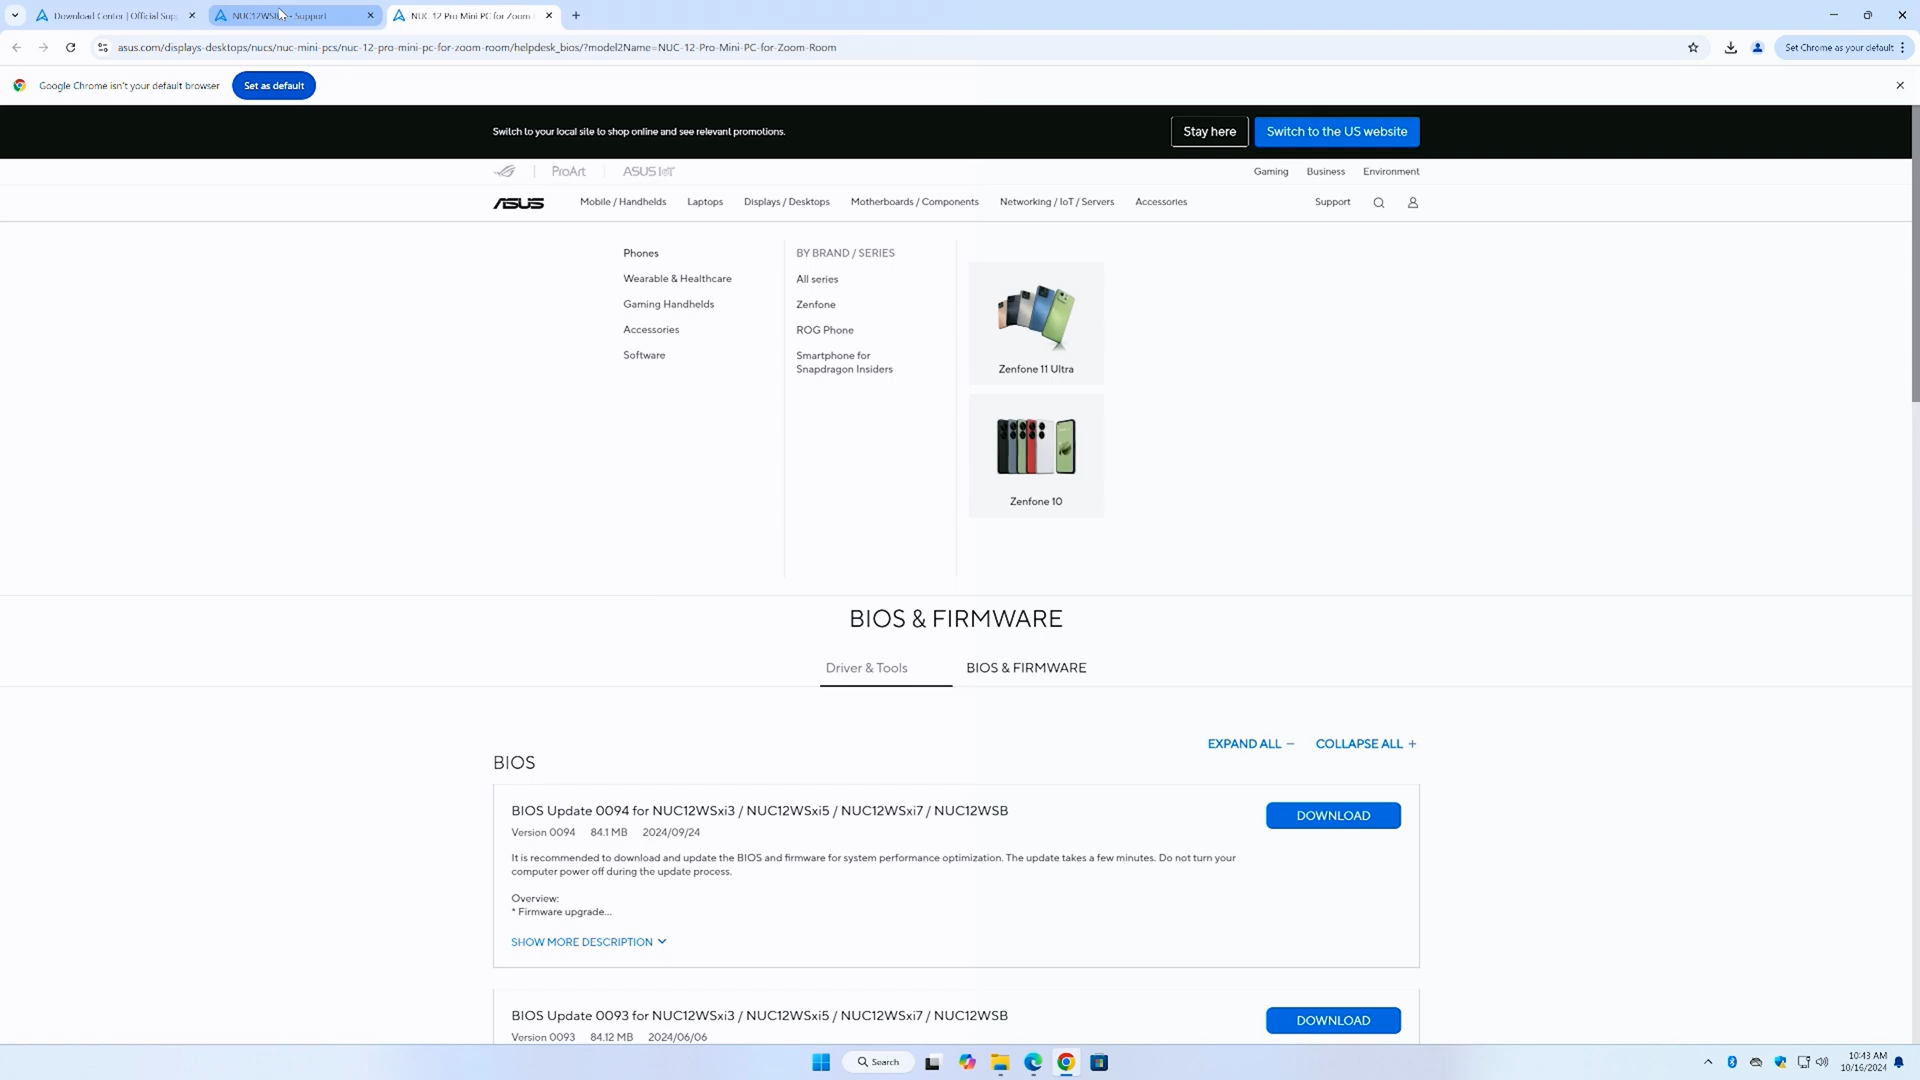 Download Center | Official Supp
NUC12WSB - Support
NUC 12 Pro Mini PC for Zoom
asus.com/displays-desktops/nucs/nuc-mini-pcs/nuc-12-pro-mini-pc-for-zoom-room/helpdesk_bios/?model2Name=NUC-12-Pro-Mini-PC-for-Zoom-Room
Set Chrome as your default
Google Chrome isn't your default browser
Set as default
Switch to your local site to shop online and see relevant promotions.
Stay here
Switch to the US website
ProArt
ASUS IoT
Gaming
Business
Environment
ASUS
Mobile / Handhelds
Laptops
Displays / Desktops
Motherboards / Components
Networking / IoT / Servers
Accessories
Support
Phones
Wearable & Healthcare
Gaming Handhelds
Accessories
Software
BY BRAND / SERIES
All series
Zenfone
ROG Phone
Smartphone for
Snapdragon Insiders
Zenfone 11 Ultra
Zenfone 10
BIOS & FIRMWARE
Driver & Tools
BIOS & FIRMWARE
EXPAND ALL −
COLLAPSE ALL +
BIOS
BIOS Update 0094 for NUC12WSxi3 / NUC12WSxi5 / NUC12WSxi7 / NUC12WSB
DOWNLOAD
Version 0094 84.1 MB 2024/09/24
It is recommended to download and update the BIOS and firmware for system performance optimization. The update takes a few minutes. Do not turn your
computer power off during the update process.
Overview:
* Firmware upgrade...
SHOW MORE DESCRIPTION
BIOS Update 0093 for NUC12WSxi3 / NUC12WSxi5 / NUC12WSxi7 / NUC12WSB
DOWNLOAD
Version 0093 84.12 MB 2024/06/06
Search
10:43 AM
10/16/2024